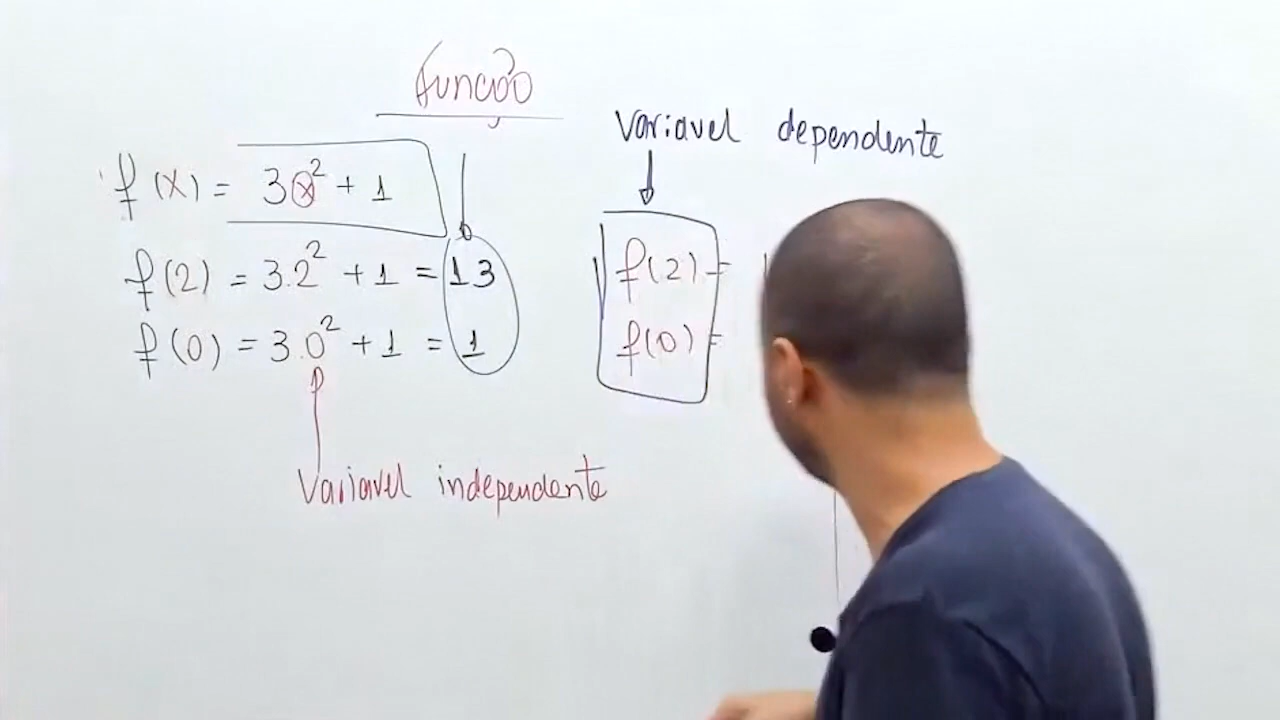 função
Variavel dependente
f(x) = 3x² + 1
f(2) = 3.2² + 1 = 13
f(0) = 3.0² + 1 = 1
f(2) =
f(0) =
Variavel independente